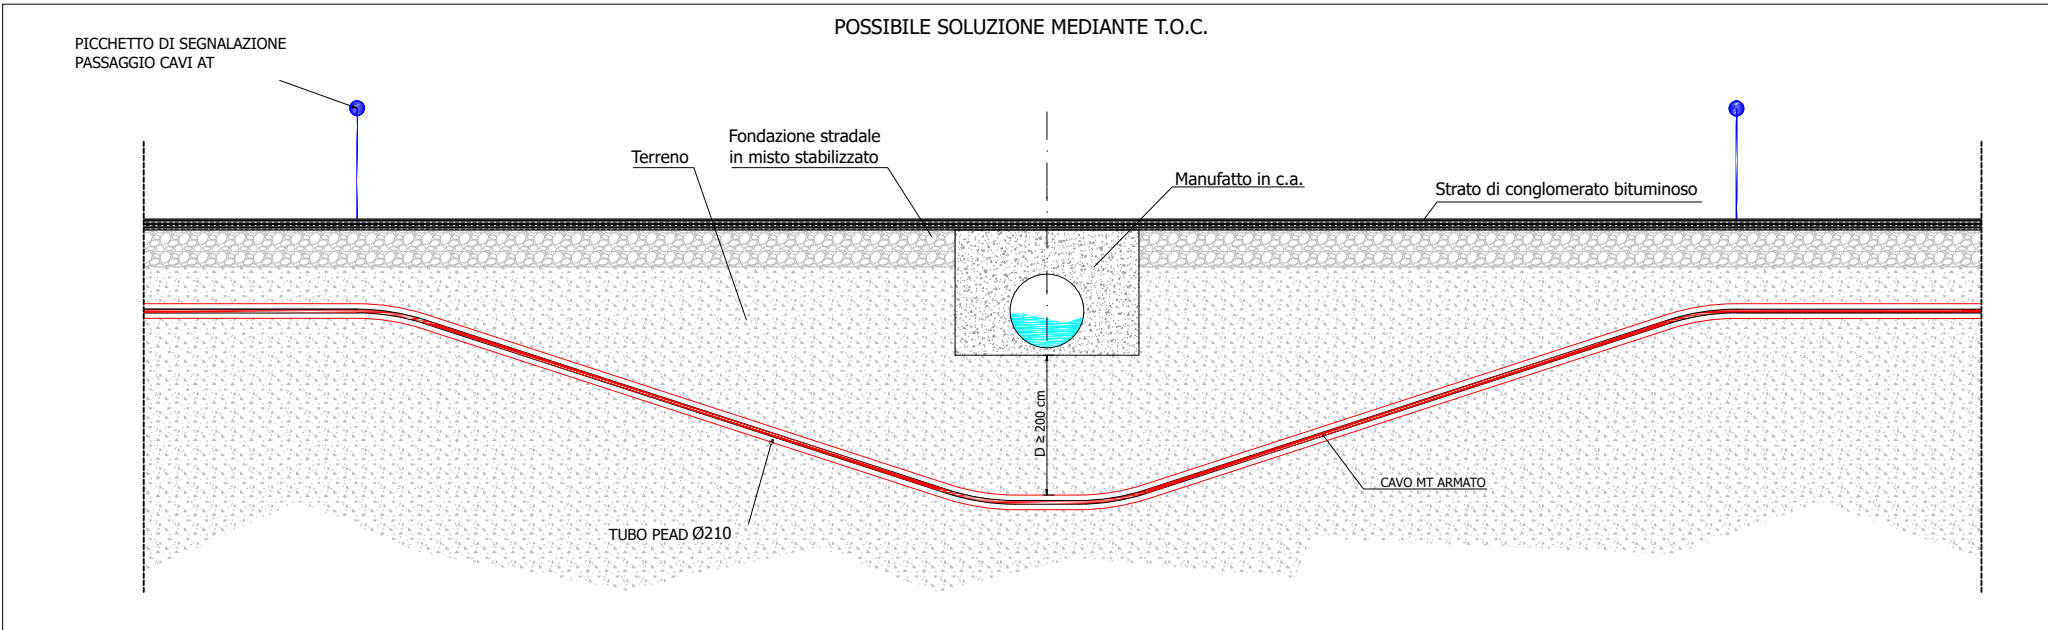 POSSIBILE SOLUZIONE MEDIANTE T.O.C.
PICCHETTO DI SEGNALAZIONE
PASSAGGIO CAVI AT
Fondazione stradale
in misto stabilizzato
Terreno
Manufatto in c.a.
Strato di conglomerato bituminoso
D ≥ 200 cm
CAVO MT ARMATO
TUBO PEAD Ø210